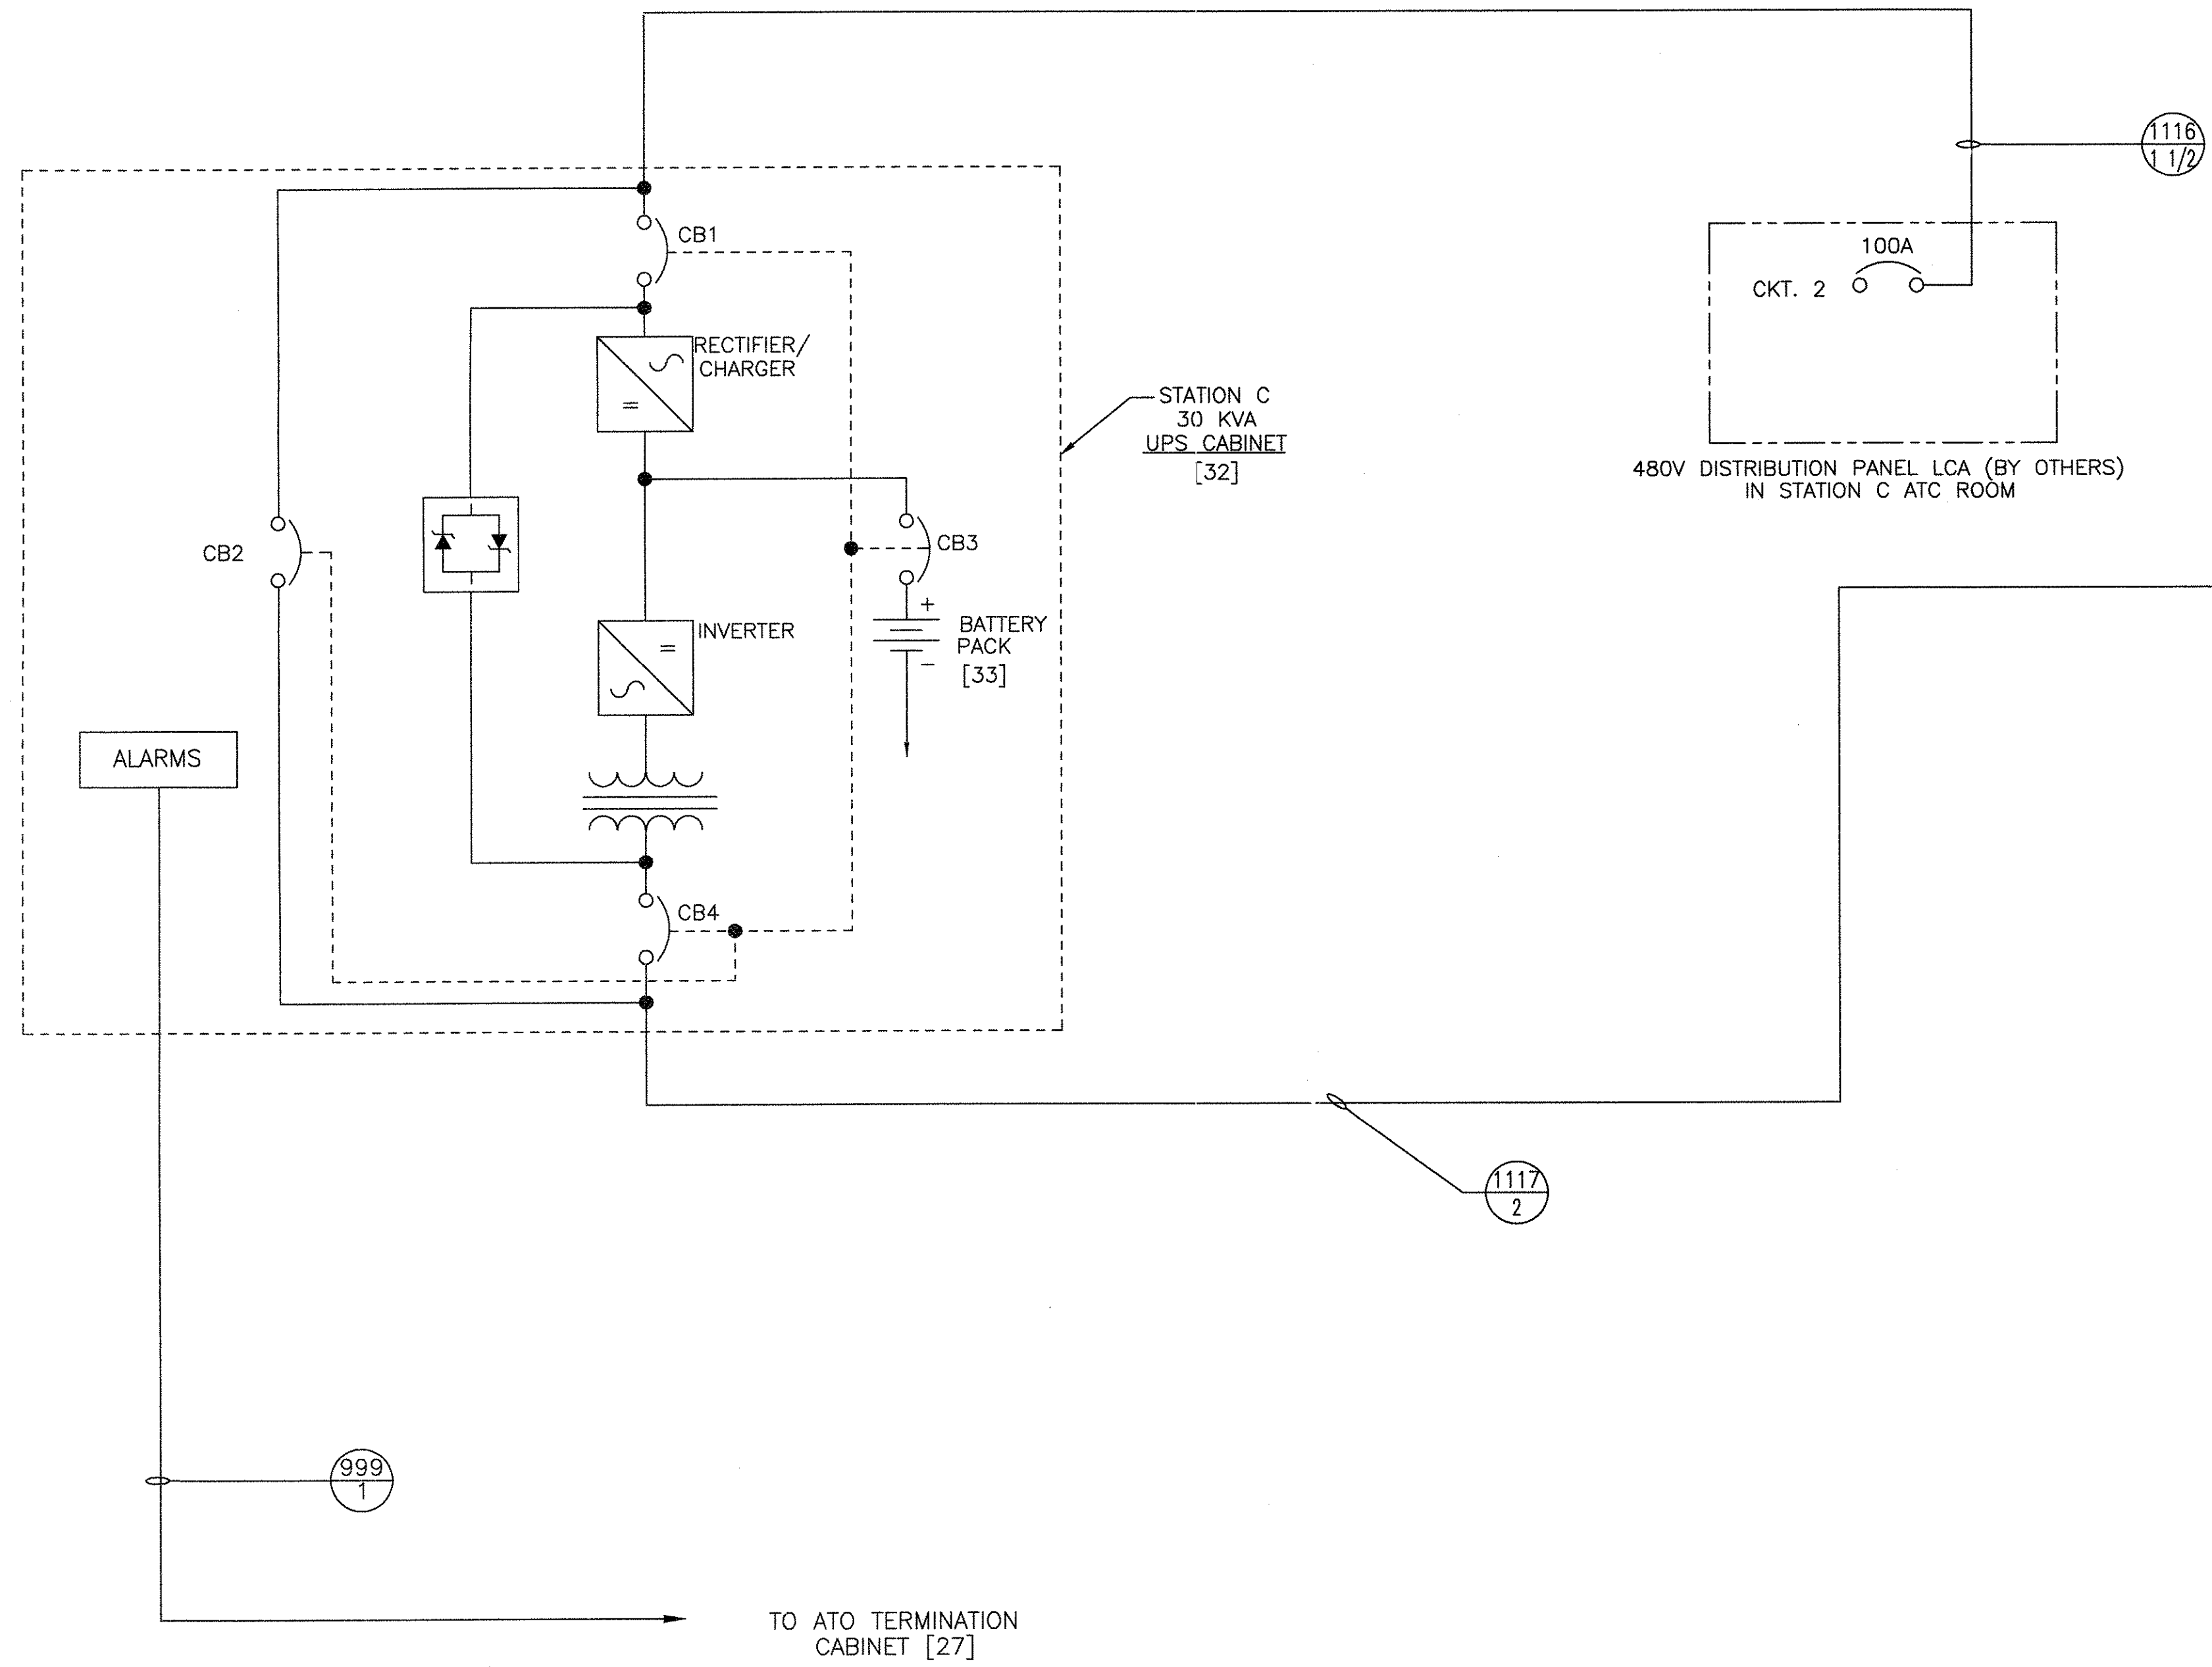 1116
1 1/2
CB1
100A
CKT. 2
RECTIFIER/
CHARGER
STATION C
30 KVA
UPS CABINET
[32]
480V DISTRIBUTION PANEL LCA (BY OTHERS)
IN STATION C ATC ROOM
CB2
CB3
+
BATTERY
PACK
[33]
−
INVERTER
ALARMS
CB4
1117
2
999
1
TO ATO TERMINATION
CABINET [27]